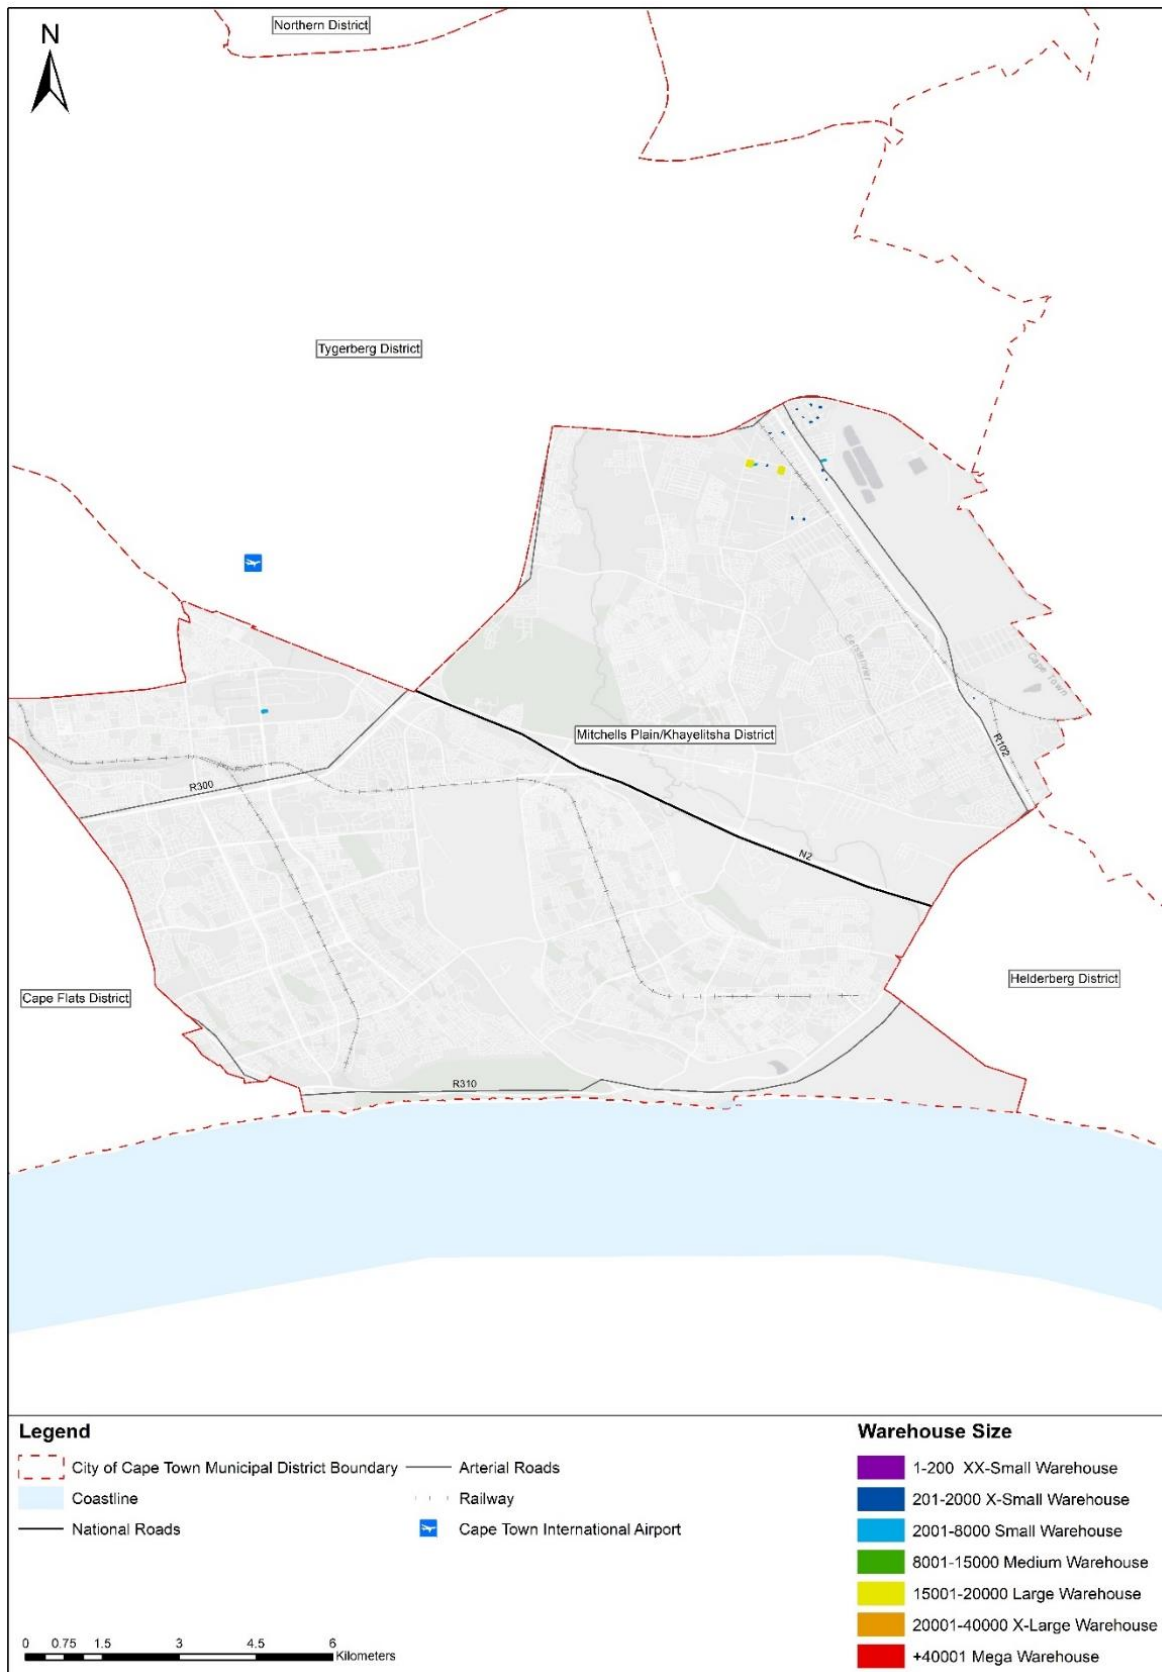 Northern District
N
Tygerberg District
Eersterivier
Cape Town
Mitchells Plain/Khayelitsha District
R102
R300
N2
Helderberg District
Cape Flats District
R310
Legend
City of Cape Town Municipal District Boundary
Coastline
National Roads
Arterial Roads
Railway
Cape Town International Airport
0 0.75 1.5 3 4.5 6
Kilometers
Warehouse Size
1-200 XX-Small Warehouse
201-2000 X-Small Warehouse
2001-8000 Small Warehouse
8001-15000 Medium Warehouse
15001-20000 Large Warehouse
20001-40000 X-Large Warehouse
+40001 Mega Warehouse